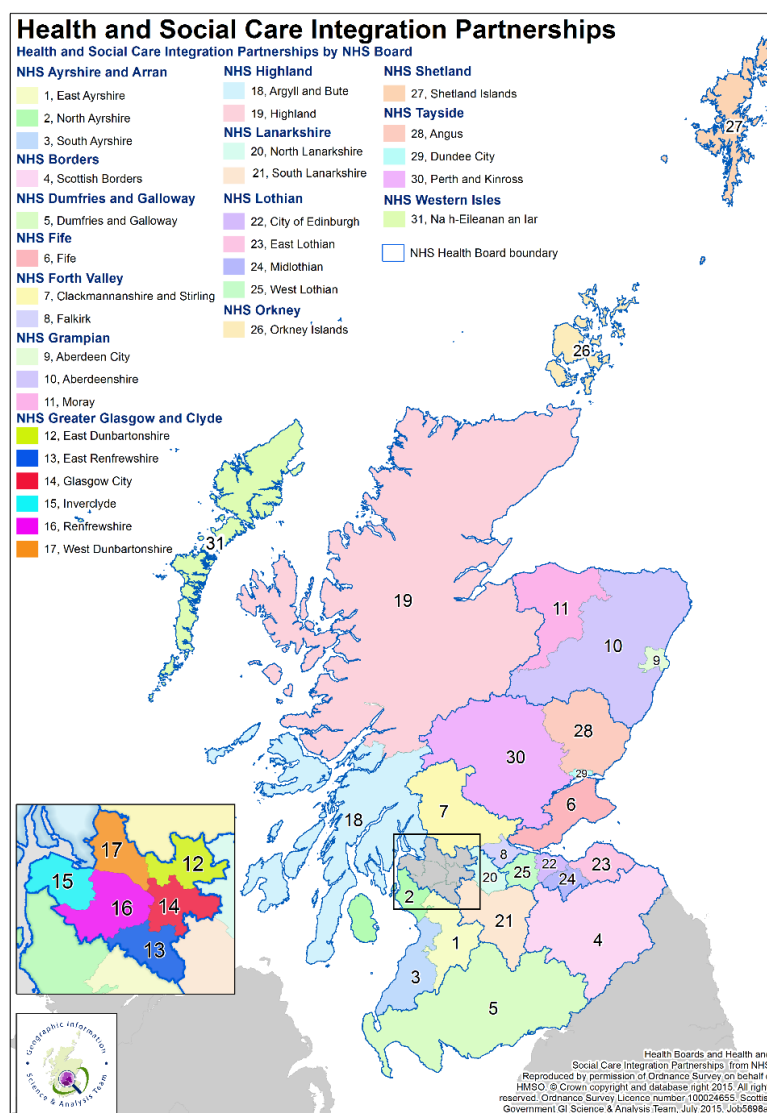 Health and Social Care Integration Partnerships
Health and Social Care Integration Partnerships by NHS Board
NHS Ayrshire and Arran
1, East Ayrshire
2, North Ayrshire
3, South Ayrshire
NHS Borders
4, Scottish Borders
NHS Dumfries and Galloway
5, Dumfries and Galloway
NHS Fife
6, Fife
NHS Forth Valley
7, Clackmannanshire and Stirling
8, Falkirk
NHS Grampian
9, Aberdeen City
10, Aberdeenshire
11, Moray
NHS Greater Glasgow and Clyde
12, East Dunbartonshire
13, East Renfrewshire
14, Glasgow City
15, Inverclyde
16, Renfrewshire
17, West Dunbartonshire
NHS Highland
18, Argyll and Bute
19, Highland
NHS Lanarkshire
20, North Lanarkshire
21, South Lanarkshire
NHS Lothian
22, City of Edinburgh
23, East Lothian
24, Midlothian
25, West Lothian
NHS Orkney
26, Orkney Islands
NHS Shetland
27, Shetland Islands
NHS Tayside
28, Angus
29, Dundee City
30, Perth and Kinross
NHS Western Isles
31, Na h-Eileanan an Iar
NHS Health Board boundary
27
26
31
19
11
10
9
28
30
29
6
7
18
8
22
23
20
25
24
2
21
1
4
3
5
17
12
15
16
14
13
Geographic Information
Science & Analysis Team
Health Boards and Health and
Social Care Integration Partnerships from NHS
Reproduced by permission of Ordnance Survey on behalf o
HMSO. © Crown copyright and database right 2015. All right
reserved. Ordnance Survey Licence number 100024655. Scottis
Government GI Science & Analysis Team, July 2015, Job5698